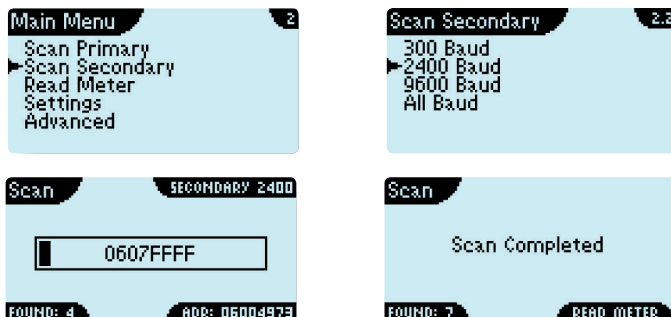 Main Menu 2
Scan Primary
Scan Secondary
Read Meter
Settings
Advanced
Scan Secondary 2.2
300 Baud
2400 Baud
9600 Baud
All Baud
Scan SECONDARY 2400
0607FFFF
FOUND: 4 ADR: 06004973
Scan
Scan Completed
FOUND: 7 READ METER